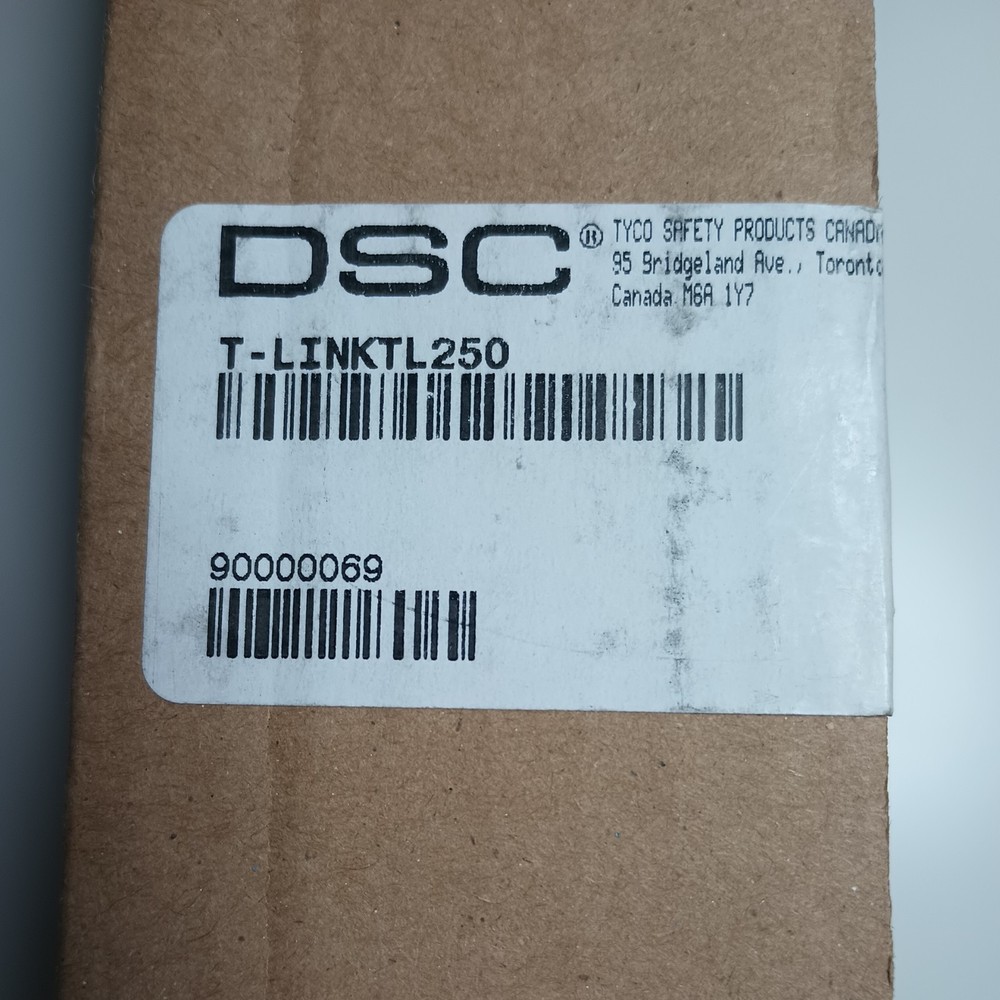 DSC® TYCO SAFETY PRODUCTS CANADA
95 Bridgeland Ave., Toronto
Canada M6A 1Y7
T-LINKTL250
90000069